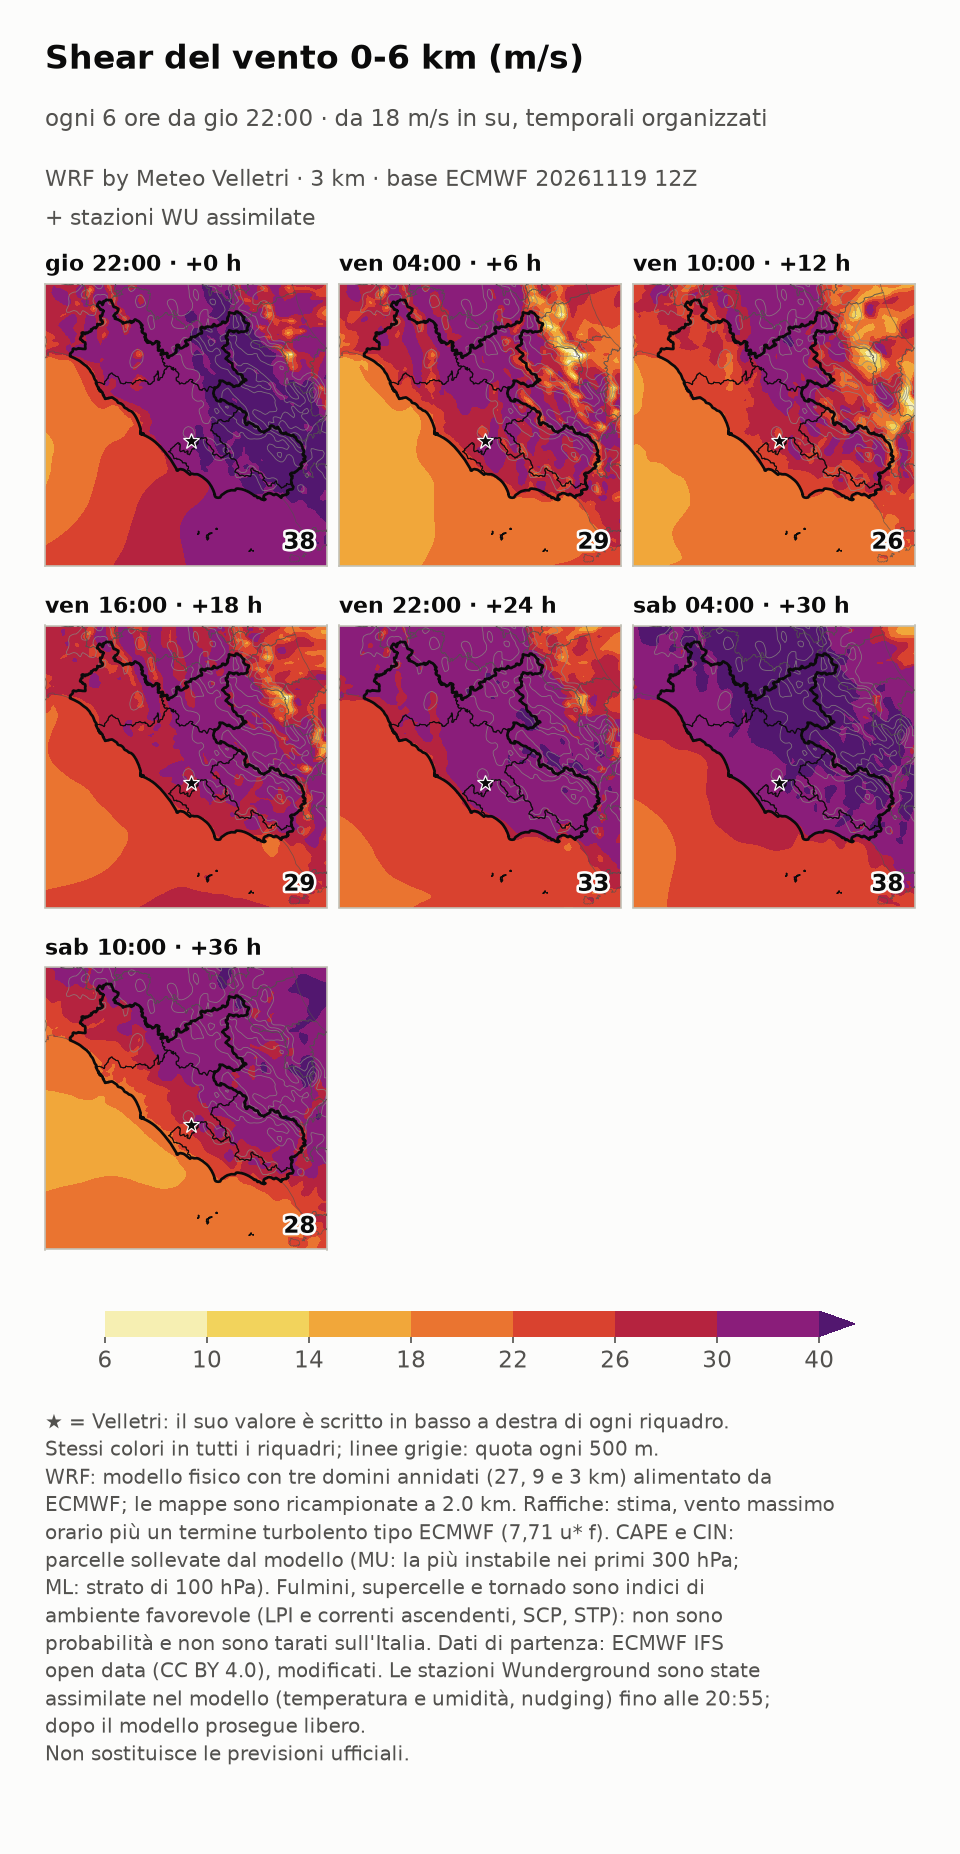 Shear del vento 0-6 km (m/s)
ogni 6 ore da gio 22:00 · da 18 m/s in su, temporali organizzati
WRF by Meteo Velletri · 3 km · base ECMWF 20261119 12Z
+ stazioni WU assimilate
gio 22:00 · +0 h
ven 04:00 · +6 h
ven 10:00 · +12 h
38
29
26
ven 16:00 · +18 h
ven 22:00 · +24 h
sab 04:00 · +30 h
29
33
38
sab 10:00 · +36 h
28
6 10 14 18 22 26 30 40
★ = Velletri: il suo valore è scritto in basso a destra di ogni riquadro.
Stessi colori in tutti i riquadri; linee grigie: quota ogni 500 m.
WRF: modello fisico con tre domini annidati (27, 9 e 3 km) alimentato da
ECMWF; le mappe sono ricampionate a 2.0 km. Raffiche: stima, vento massimo
orario più un termine turbolento tipo ECMWF (7,71 u* f). CAPE e CIN:
parcelle sollevate dal modello (MU: la più instabile nei primi 300 hPa;
ML: strato di 100 hPa). Fulmini, supercelle e tornado sono indici di
ambiente favorevole (LPI e correnti ascendenti, SCP, STP): non sono
probabilità e non sono tarati sull'Italia. Dati di partenza: ECMWF IFS
open data (CC BY 4.0), modificati. Le stazioni Wunderground sono state
assimilate nel modello (temperatura e umidità, nudging) fino alle 20:55;
dopo il modello prosegue libero.
Non sostituisce le previsioni ufficiali.